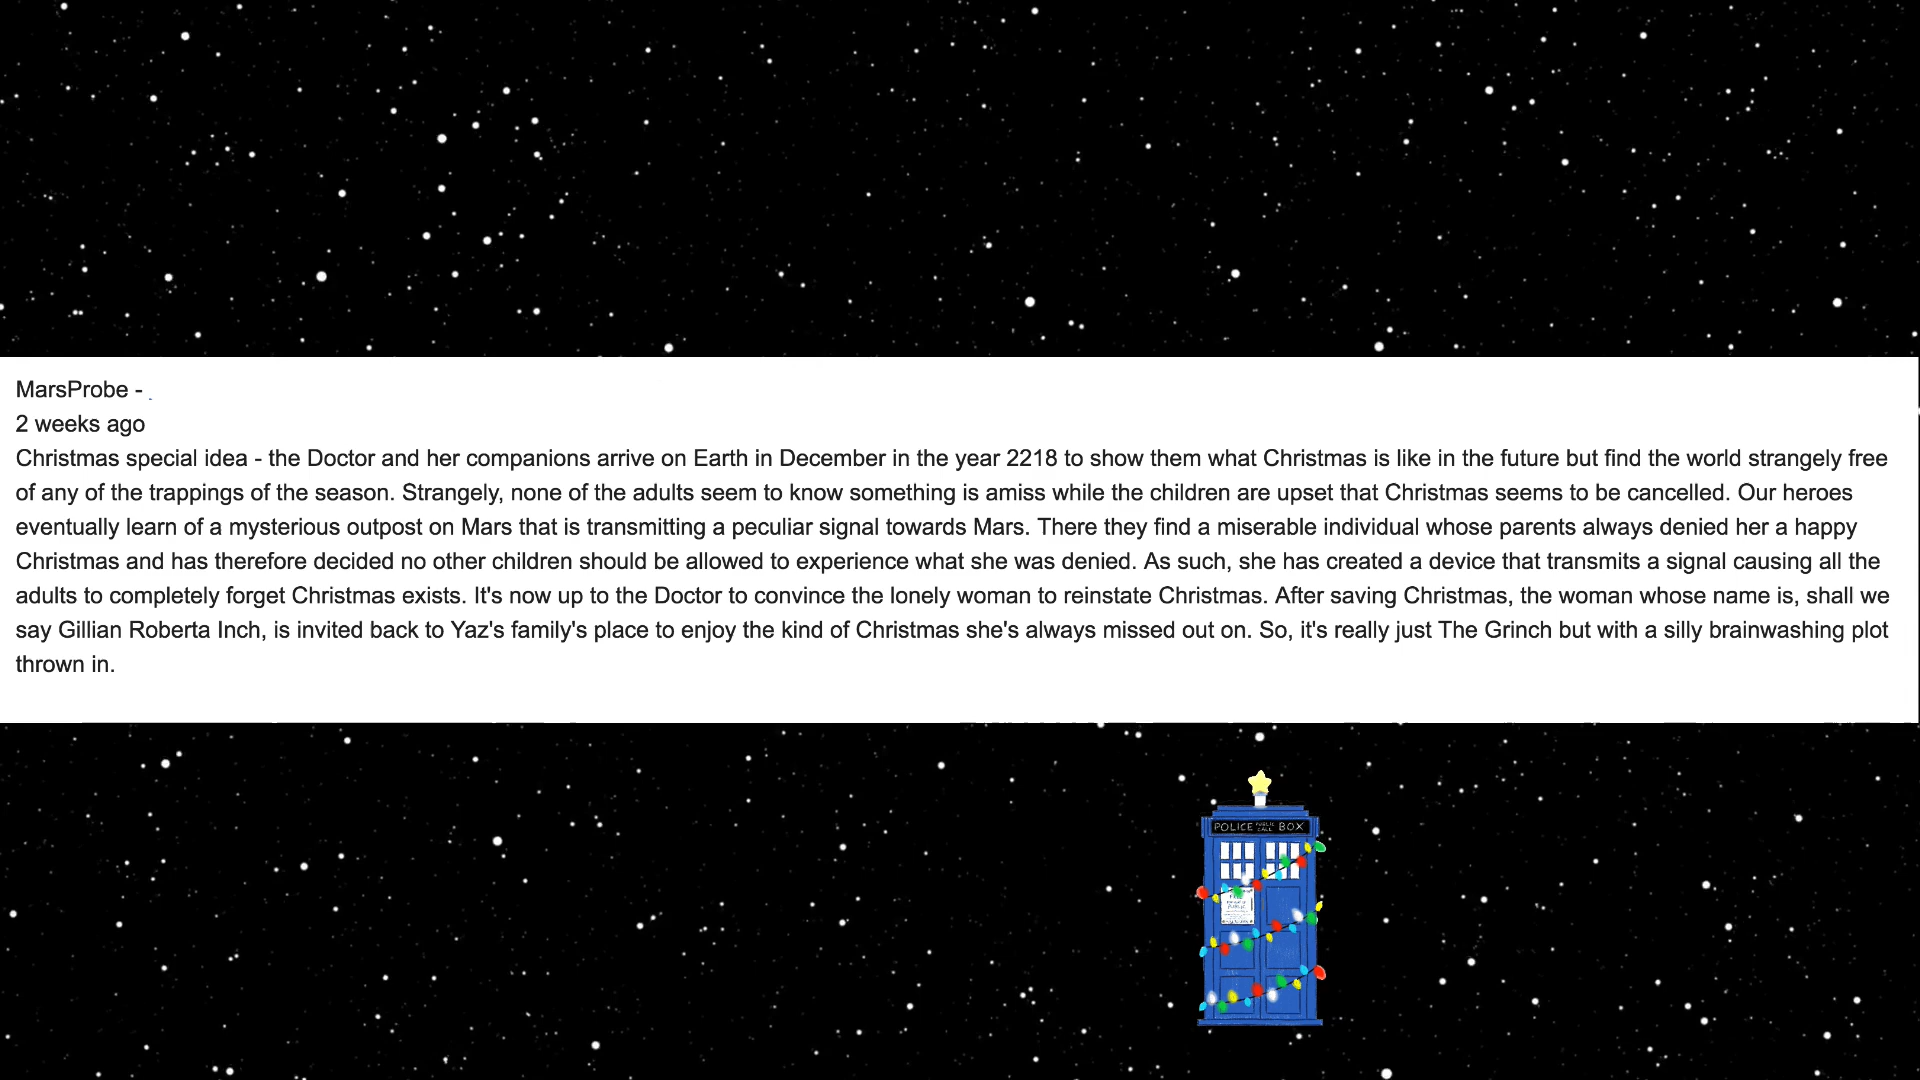 MarsProbe -
2 weeks ago
Christmas special idea - the Doctor and her companions arrive on Earth in December in the year 2218 to show them what Christmas is like in the future but find the world strangely free
of any of the trappings of the season. Strangely, none of the adults seem to know something is amiss while the children are upset that Christmas seems to be cancelled. Our heroes
eventually learn of a mysterious outpost on Mars that is transmitting a peculiar signal towards Mars. There they find a miserable individual whose parents always denied her a happy
Christmas and has therefore decided no other children should be allowed to experience what she was denied. As such, she has created a device that transmits a signal causing all the
adults to completely forget Christmas exists. It's now up to the Doctor to convince the lonely woman to reinstate Christmas. After saving Christmas, the woman whose name is, shall we
say Gillian Roberta Inch, is invited back to Yaz's family's place to enjoy the kind of Christmas she's always missed out on. So, it's really just The Grinch but with a silly brainwashing plot
thrown in.
POLICE PUBLIC CALL BOX